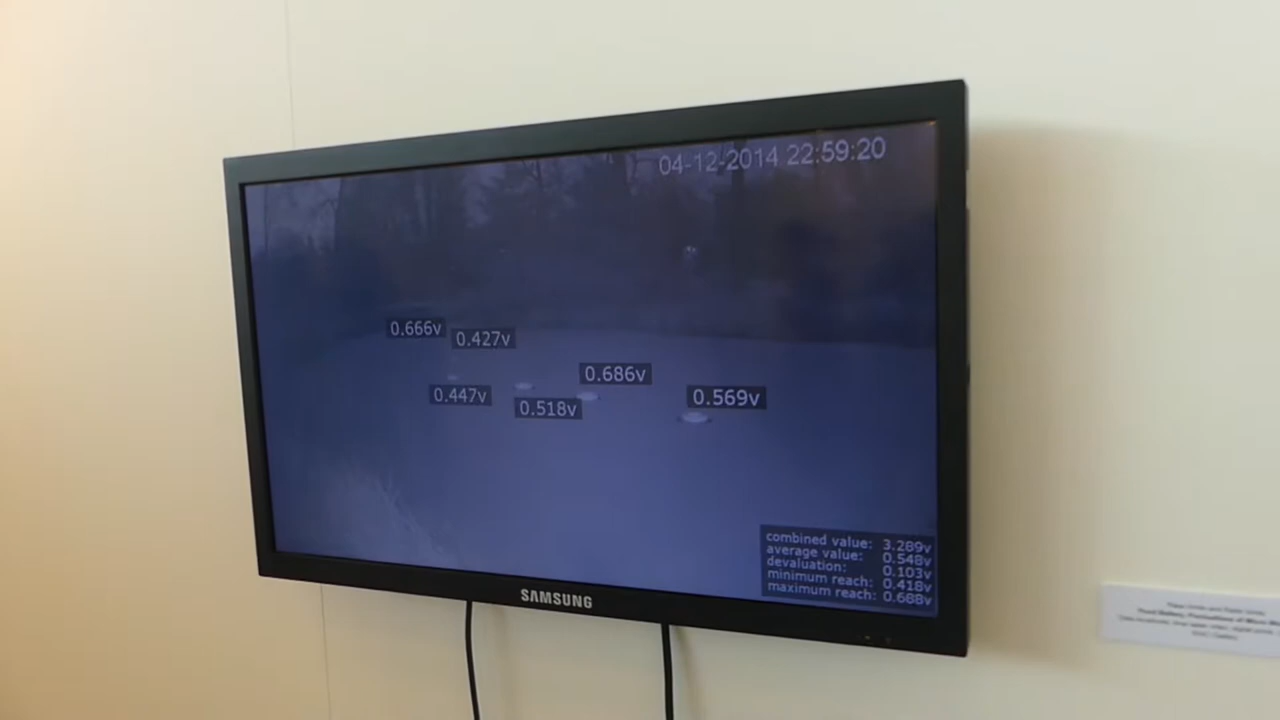 04-12-2014 22:59:20
0.666v
0.427v
0.686v
0.447v
0.518v
0.569v
combined value: 3.289v
average value: 0.548v
devaluation: 0.103v
minimum reach: 0.418v
maximum reach: 0.688v
SAMSUNG